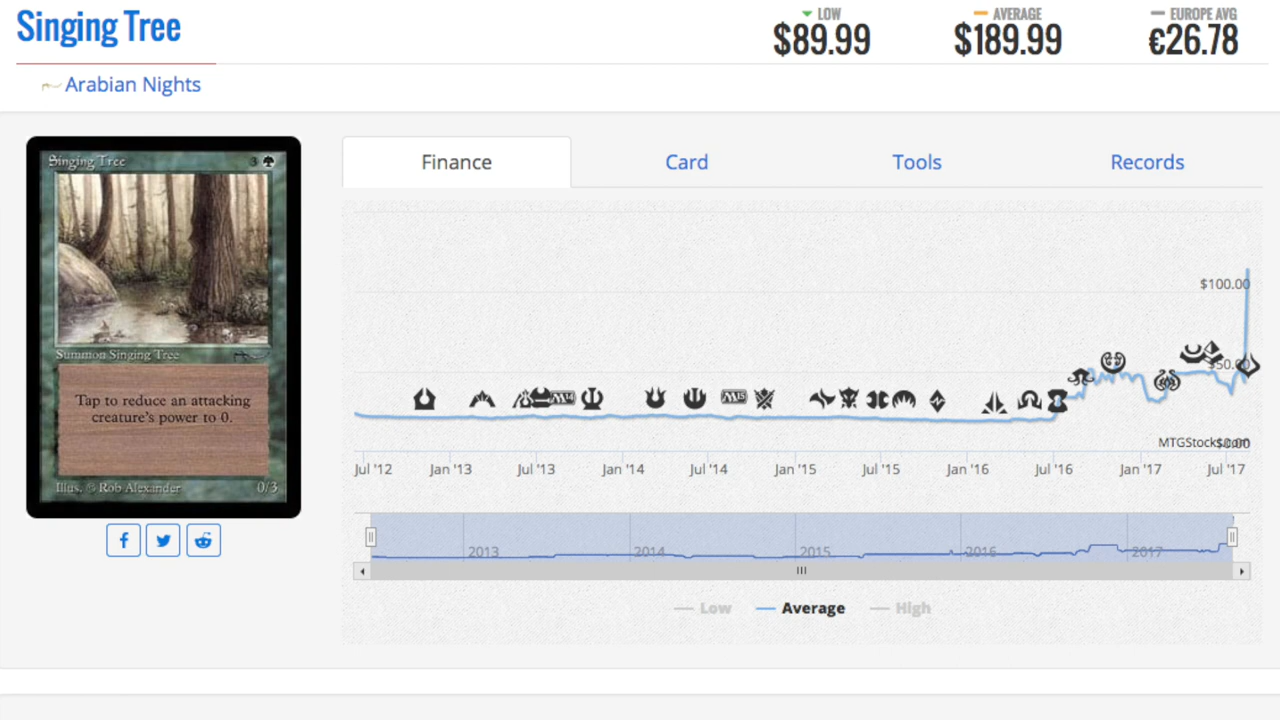 Singing Tree
LOW
$89.99
AVERAGE
$189.99
EUROPE AVG
€26.78
Arabian Nights
Singing Tree 3
Summon Singing Tree
Tap to reduce an attacking
creature's power to 0.
Illus. © Rob Alexander 0/3
Finance
Card
Tools
Records
$100.00
$50.00
MTGStocks.com
$0.00
M14
M15
Jul '12 Jan '13 Jul '13 Jan '14 Jul '14 Jan '15 Jul '15 Jan '16 Jul '16 Jan '17 Jul '17
2013 2014 2015 2016 2017
Low Average High